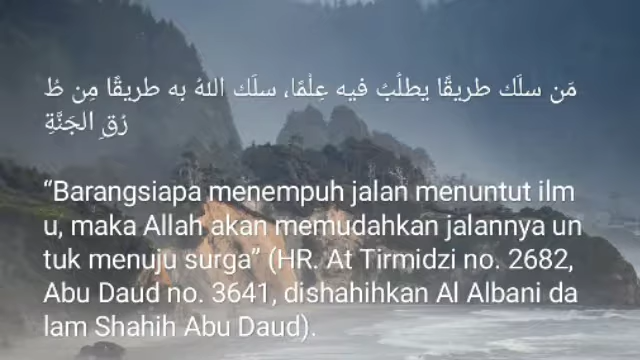 مَن سلَك طريقًا يطلُبُ فيه عِلْمًا، سلَك اللهُ به طريقًا مِن طُ
رُقِ الجَنَّةِ
“Barangsiapa menempuh jalan menuntut ilm
u, maka Allah akan memudahkan jalannya un
tuk menuju surga” (HR. At Tirmidzi no. 2682,
Abu Daud no. 3641, dishahihkan Al Albani da
lam Shahih Abu Daud).